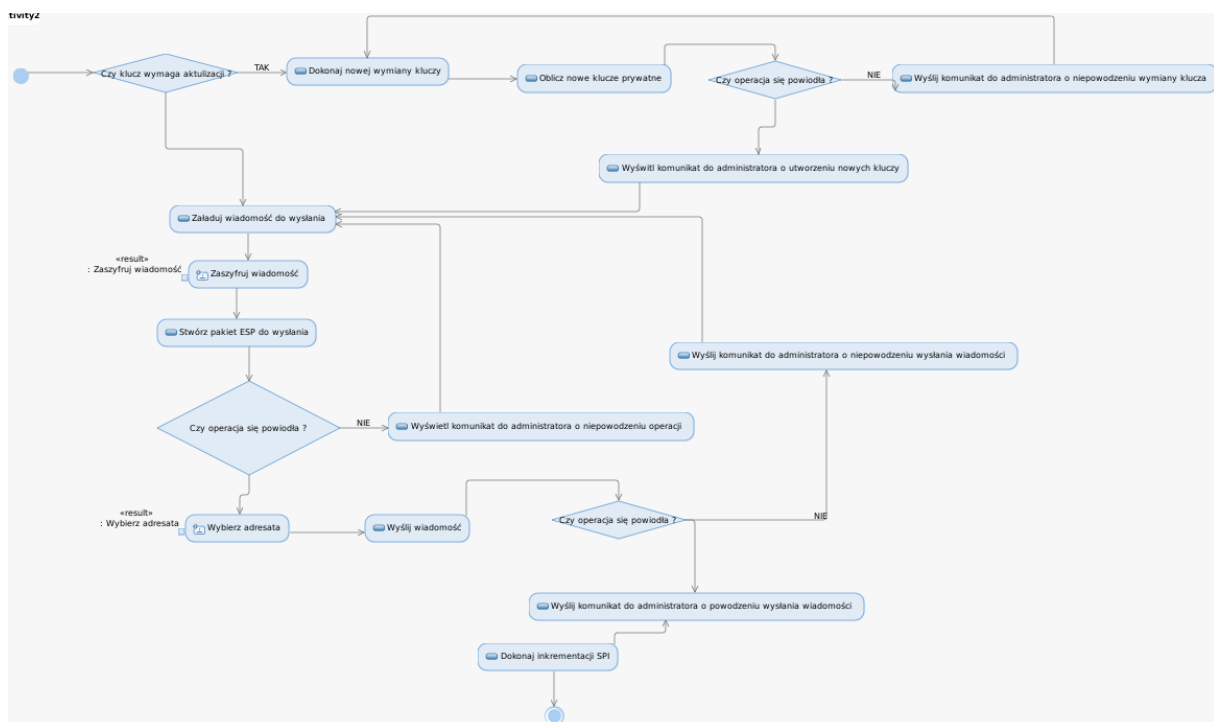 tivity2
Czy klucz wymaga aktulizacji ?
TAK
Dokonaj nowej wymiany kluczy
Oblicz nowe klucze prywatne
Czy operacja się powiodła ?
NIE
Wyślij komunikat do administratora o niepowodzeniu wymiany klucza
Wyświtl komunikat do administratora o utworzeniu nowych kluczy
Załaduj wiadomość do wysłania
«result»
: Zaszyfruj wiadomość
Zaszyfruj wiadomość
Stwórz pakiet ESP do wysłania
Wyślij komunikat do administratora o niepowodzeniu wysłania wiadomości
Czy operacja się powiodła ?
NIE
Wyświetl komunikat do administratora o niepowodzeniu operacji
«result»
: Wybierz adresata
Wybierz adresata
Wyślij wiadomość
Czy operacja się powiodła ?
NIE
Wyślij komunikat do administratora o powodzeniu wysłania wiadomości
Dokonaj inkrementacji SPI